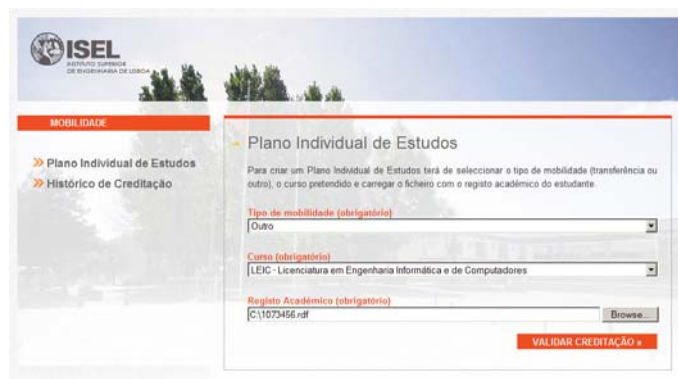 ISEL
INSTITUTO SUPERIOR
DE ENGENHARIA DE LISBOA
MOBILIDADE
» Plano Individual de Estudos
» Histórico de Creditação
Plano Individual de Estudos
Para criar um Plano Individual de Estudos terá de seleccionar o tipo de mobilidade (transferência ou
outro), o curso pretendido e carregar o ficheiro com o registo académico do estudante.
Tipo de mobilidade (obrigatório)
Outro
Curso (obrigatório)
LEIC - Licenciatura em Engenharia Informática e de Computadores
Registo Académico (obrigatório)
C:\1073456.rdf
Browse...
VALIDAR CREDITAÇÃO »